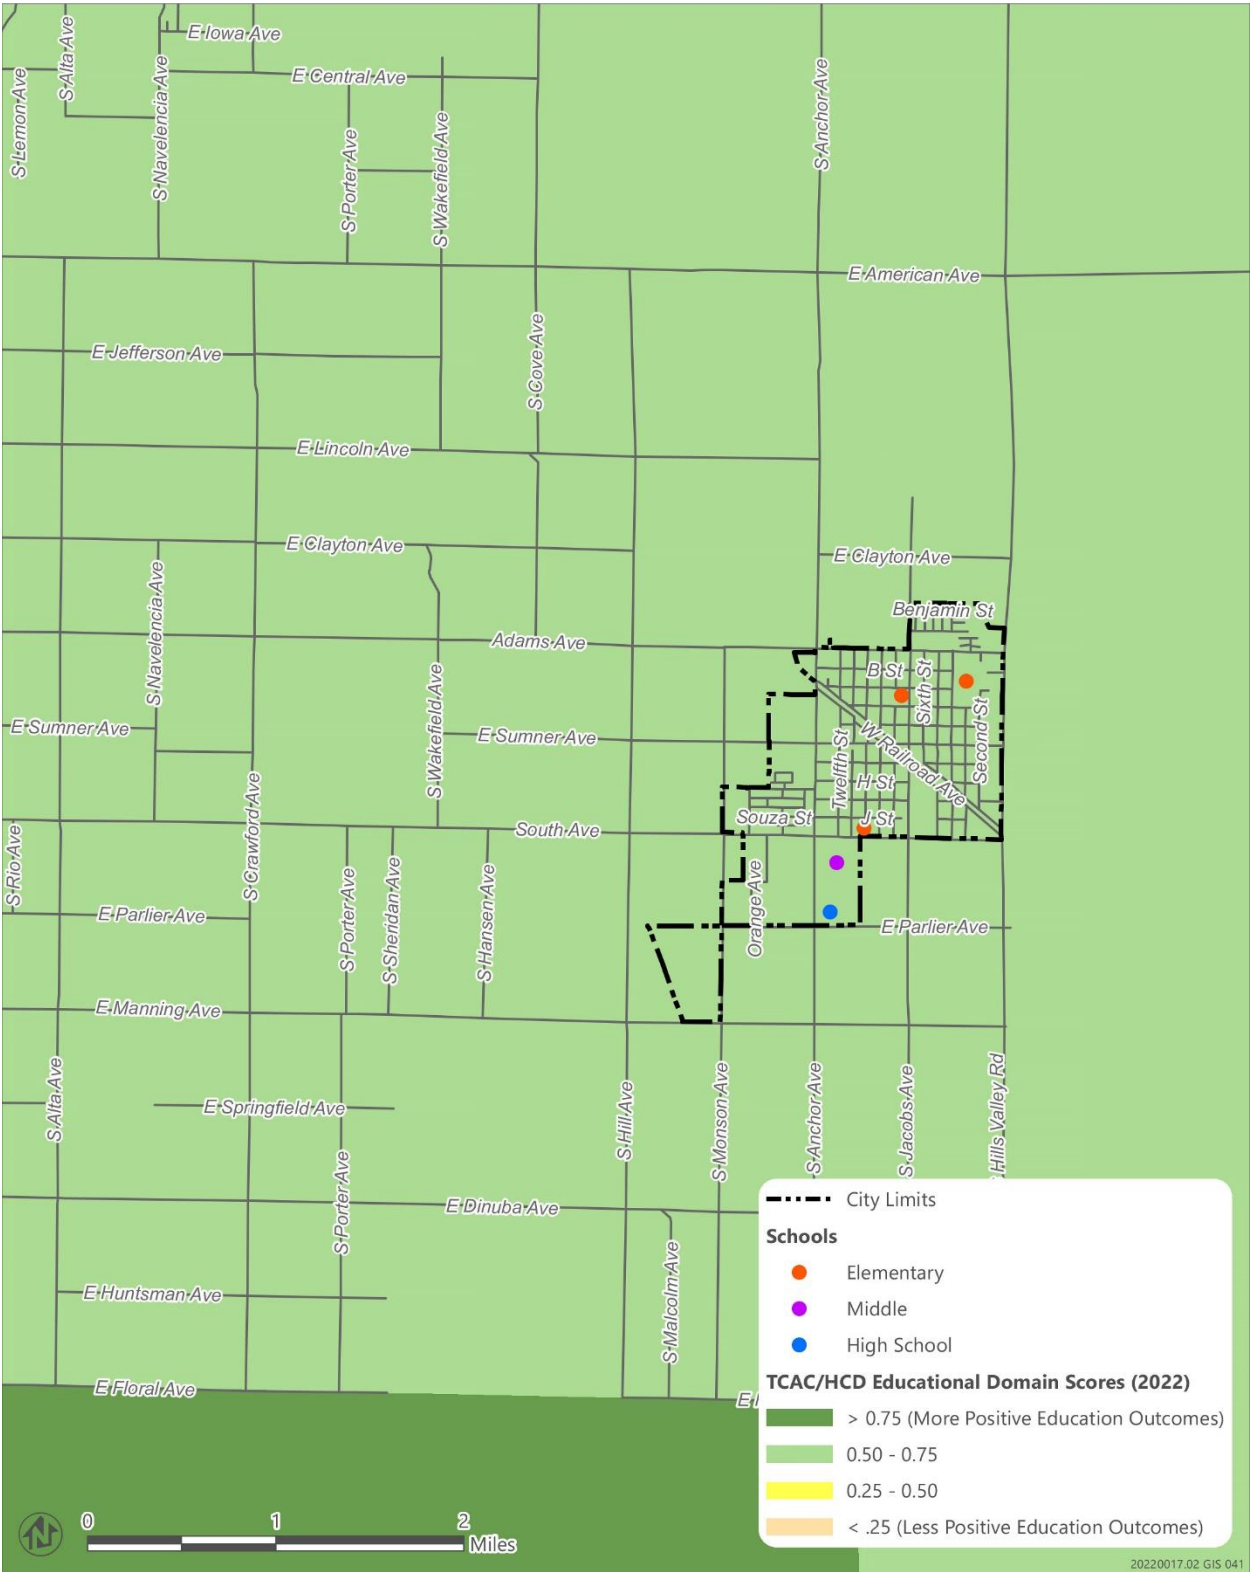 E Iowa Ave
S Alta Ave
S Lemon Ave
S Navelencia Ave
E Central Ave
S Porter Ave
S Wakefield Ave
S Anchor Ave
E American Ave
E Jefferson Ave
S Cove Ave
E Lincoln Ave
E Clayton Ave
E Clayton Ave
S Navelencia Ave
Benjamin St
Adams Ave
B St
Sixth St
S Wakefield Ave
E Sumner Ave
E Sumner Ave
Second St
Twelfth St
W Railroad Ave
H St
S Crawford Ave
Souza St
J St
South Ave
S Rio Ave
S Porter Ave
S Sheridan Ave
S Hansen Ave
Orange Ave
E Parlier Ave
E Parlier Ave
E Manning Ave
S Alta Ave
E Springfield Ave
S Hill Ave
S Monson Ave
S Anchor Ave
S Jacobs Ave
Hills Valley Rd
S Porter Ave
E Dinuba Ave
S Malcolm Ave
E Huntsman Ave
E Floral Ave
City Limits
Schools
Elementary
Middle
High School
TCAC/HCD Educational Domain Scores (2022)
> 0.75 (More Positive Education Outcomes)
0.50 - 0.75
0.25 - 0.50
< .25 (Less Positive Education Outcomes)
N
0 1 2
Miles
20220017.02 GIS 041